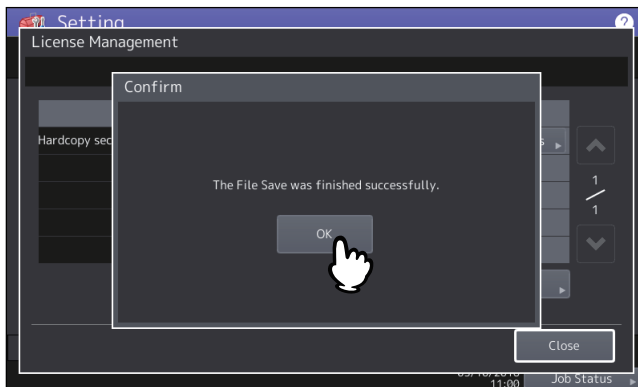 Setting
?
License Management
Confirm
Hardcopy sec
s
1
1
The File Save was finished successfully.
OK
Close
11:00
Job Status